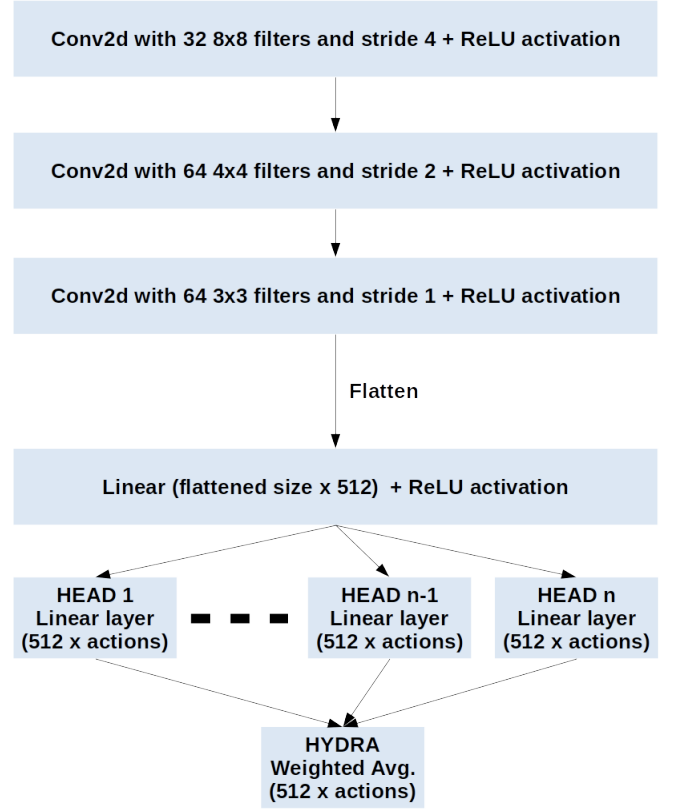 Conv2d with 32 8x8 filters and stride 4 + ReLU activation
Conv2d with 64 4x4 filters and stride 2 + ReLU activation
Conv2d with 64 3x3 filters and stride 1 + ReLU activation
Flatten
Linear (flattened size x 512) + ReLU activation
HEAD 1
Linear layer
(512 x actions)
HEAD n-1
Linear layer
(512 x actions)
HEAD n
Linear layer
(512 x actions)
HYDRA
Weighted Avg.
(512 x actions)